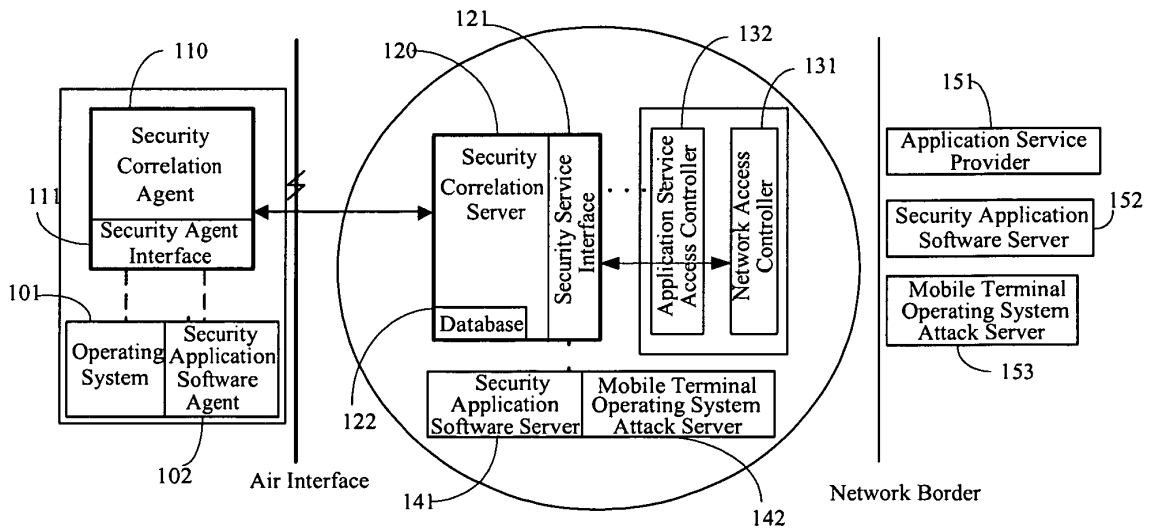 110
Security
Correlation
Agent
111
Security Agent
Interface
101
Operating
System
Security
Application
Software
Agent
102
Air Interface
120
121
Security
Correlation
Server
Security Service
Interface
Database
122
132
131
Application Service
Access Controller
Network Access
Controller
Security
Application
Software Server
Mobile Terminal
Operating System
Attack Server
141
142
Network Border
151
Application Service
Provider
Security Application
Software Server
152
Mobile Terminal
Operating System
Attack Server
153